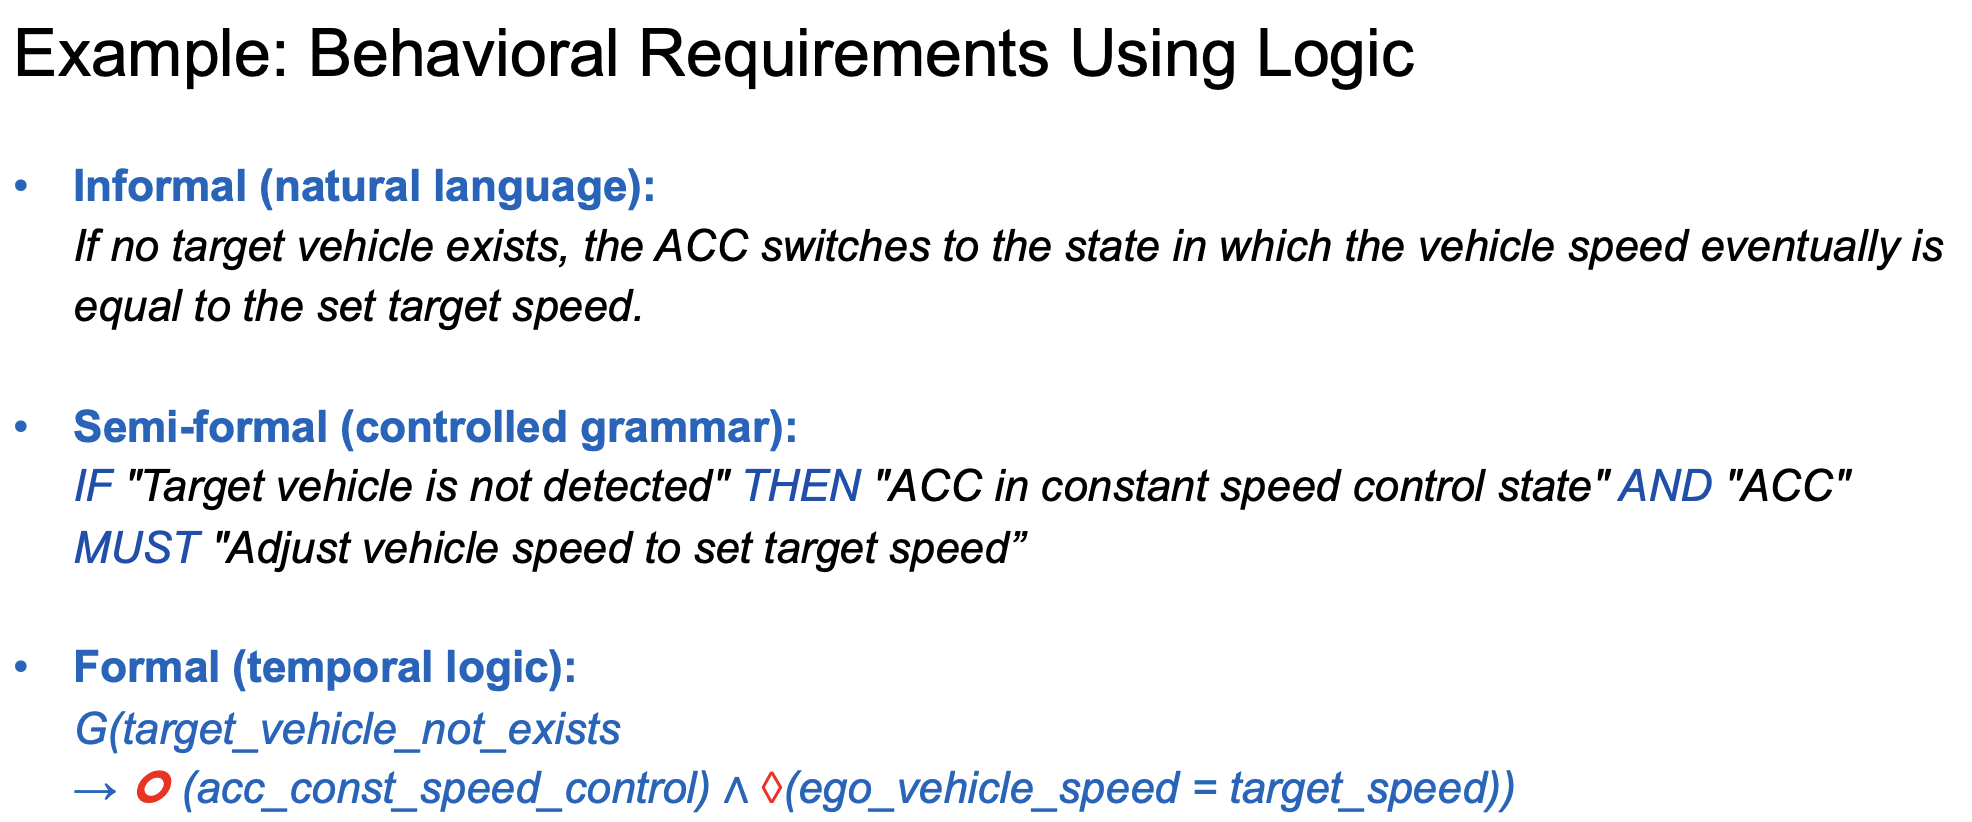 Example: Behavioral Requirements Using Logic
• Informal (natural language):
If no target vehicle exists, the ACC switches to the state in which the vehicle speed eventually is
equal to the set target speed.
• Semi-formal (controlled grammar):
IF "Target vehicle is not detected" THEN "ACC in constant speed control state" AND "ACC"
MUST "Adjust vehicle speed to set target speed”
• Formal (temporal logic):
G(target_vehicle_not_exists
→ O (acc_const_speed_control) ∧ ◊(ego_vehicle_speed = target_speed))